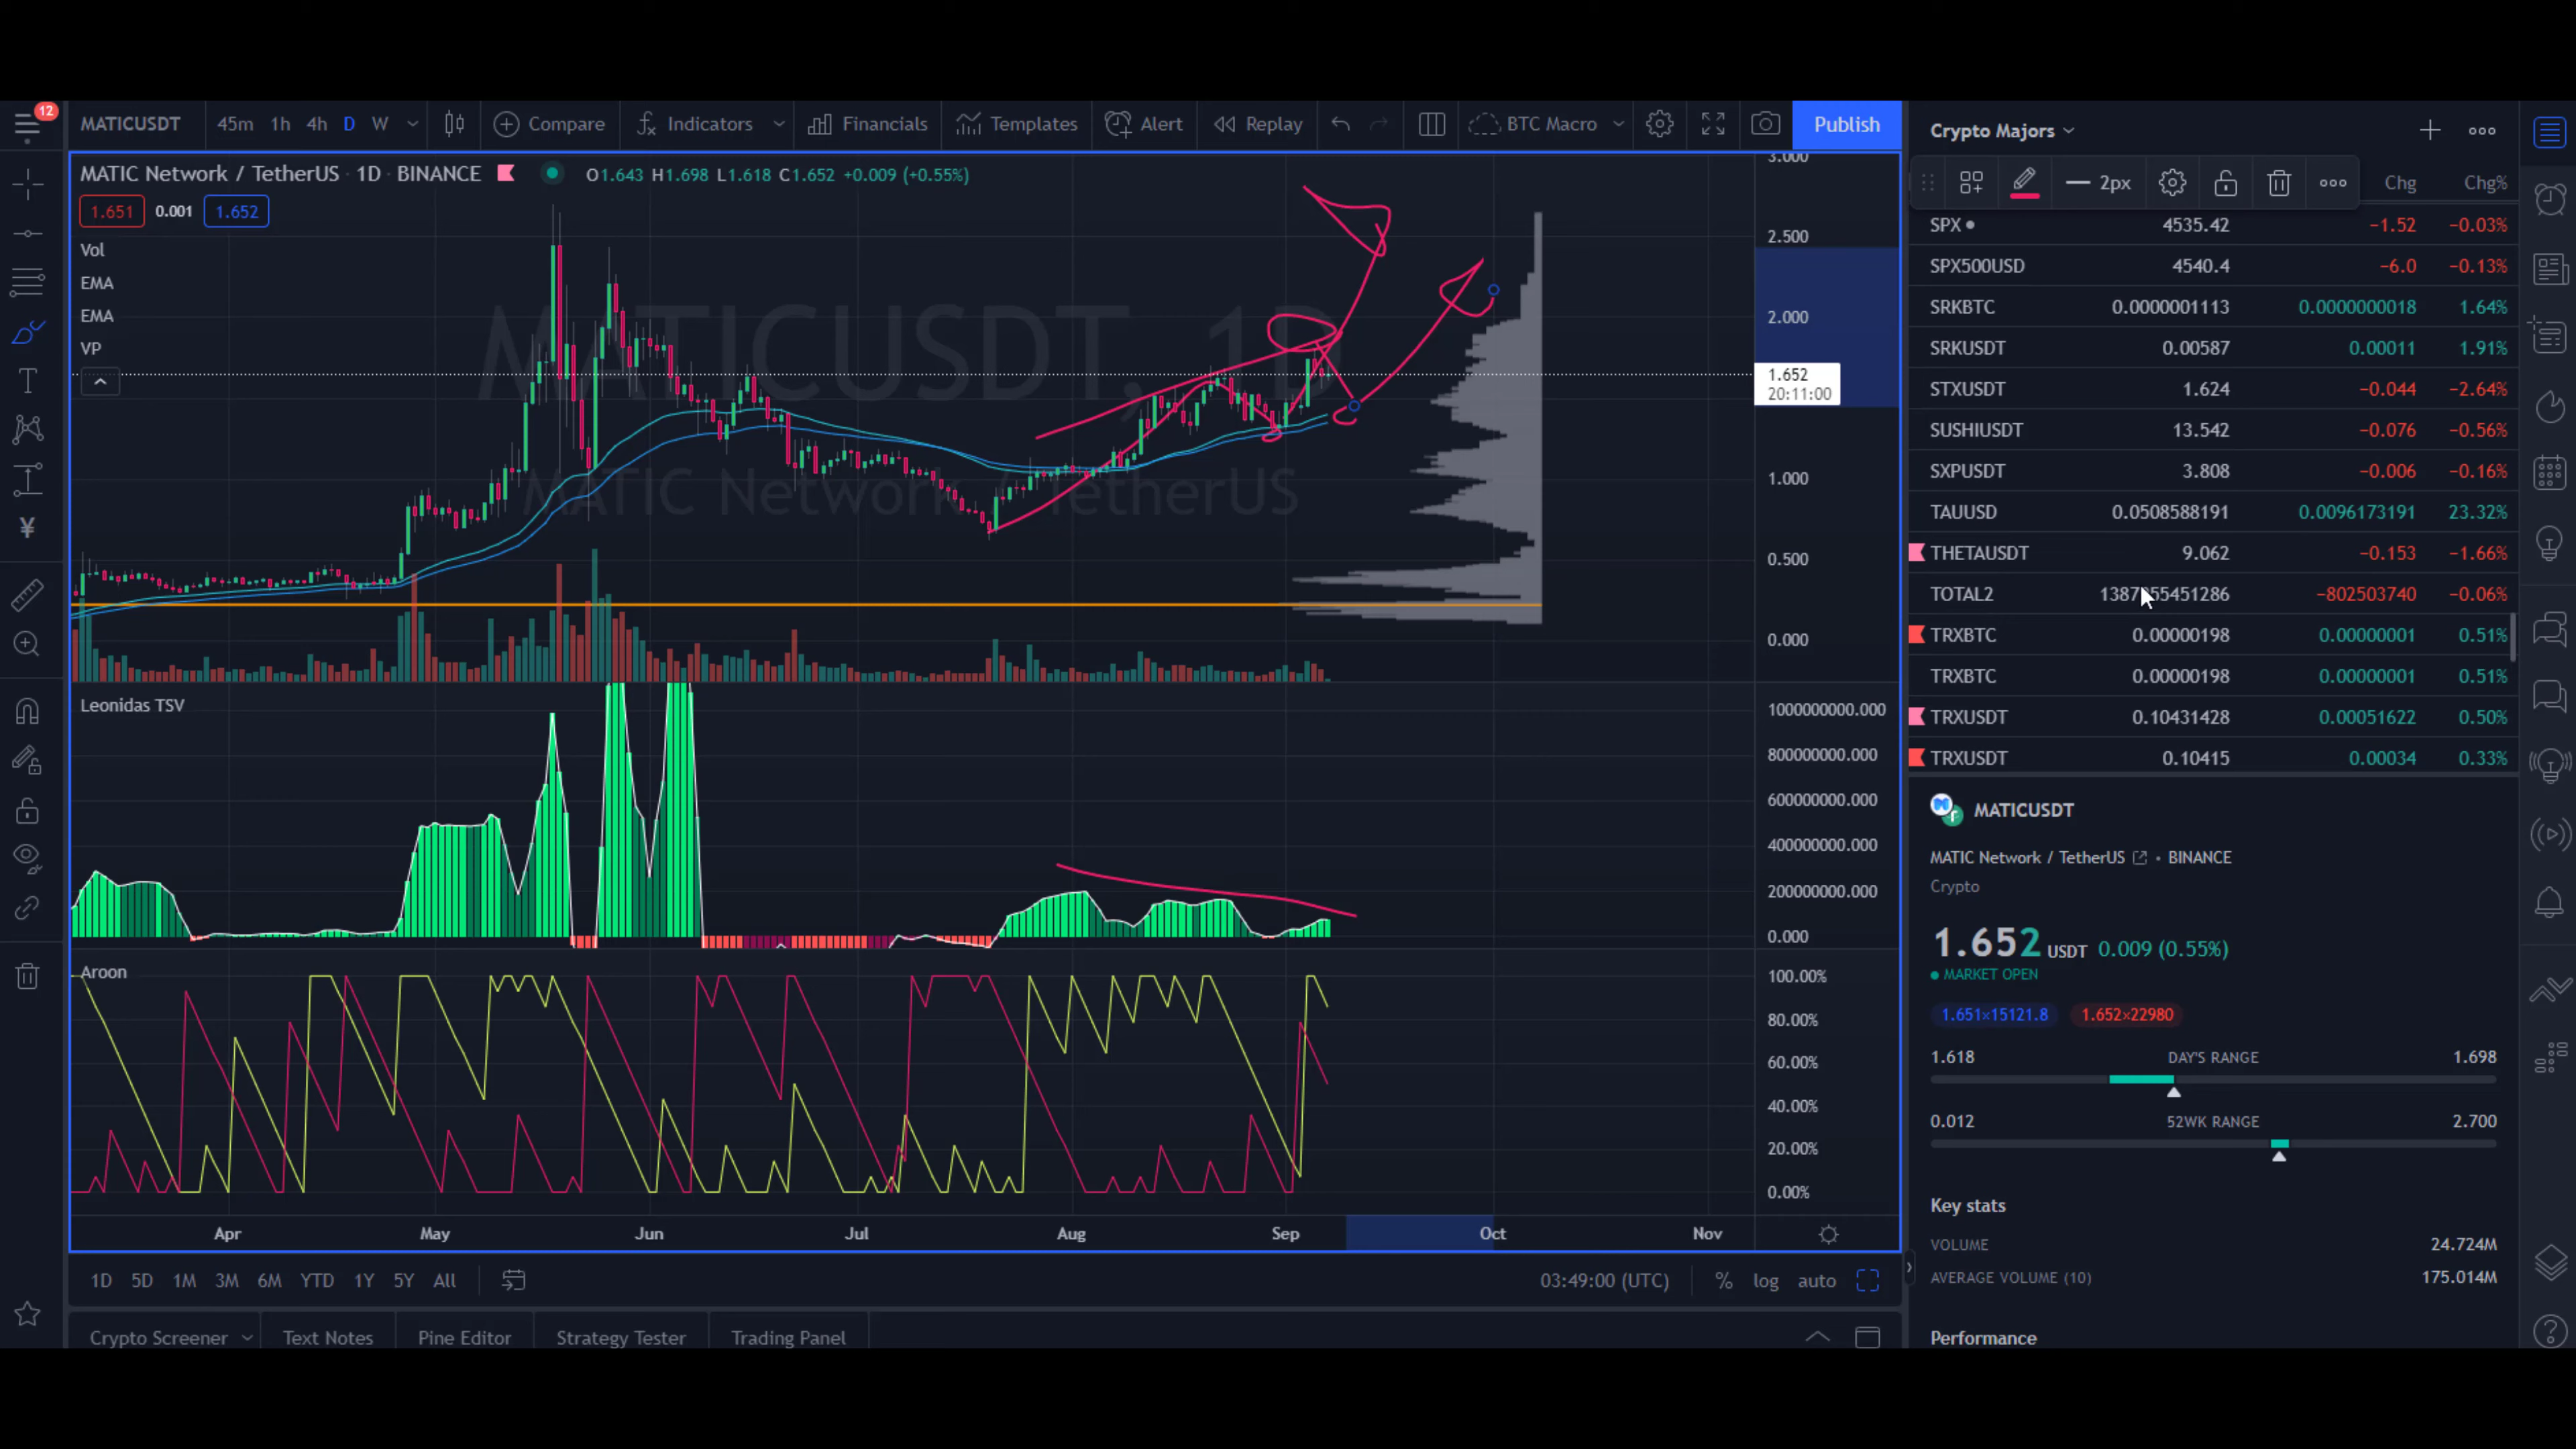 12
MATICUSDT 45m 1h 4h D W Compare Indicators Financials Templates Alert Replay BTC Macro Publish
MATIC Network / TetherUS · 1D · BINANCE O1.643 H1.698 L1.618 C1.652 +0.009 (+0.55%)
1.651 0.001 1.652
Vol
EMA
EMA
VP
MATICUSDT, 1D
MATIC Network / TetherUS
3.000
2.500
2.000
1.652
20:11:00
1.000
0.500
0.000
Leonidas TSV
1000000000.000
800000000.000
600000000.000
400000000.000
200000000.000
0.000
Aroon
100.00%
80.00%
60.00%
40.00%
20.00%
0.00%
Apr May Jun Jul Aug Sep Oct Nov
1D 5D 1M 3M 6M YTD 1Y 5Y All 03:49:00 (UTC) % log auto
Crypto Screener Text Notes Pine Editor Strategy Tester Trading Panel
Crypto Majors
2px Chg Chg%
SPX 4535.42 −1.52 −0.03%
SPX500USD 4540.4 −6.0 −0.13%
SRKBTC 0.0000001113 0.0000000018 1.64%
SRKUSDT 0.00587 0.00011 1.91%
STXUSDT 1.624 −0.044 −2.64%
SUSHIUSDT 13.542 −0.076 −0.56%
SXPUSDT 3.808 −0.006 −0.16%
TAUUSD 0.0508588191 0.0096173191 23.32%
THETAUSDT 9.062 −0.153 −1.66%
TOTAL2 −802503740 −0.06%
TRXBTC 0.00000198 0.00000001 0.51%
TRXBTC 0.00000198 0.00000001 0.51%
TRXUSDT 0.10431428 0.00051622 0.50%
TRXUSDT 0.10415 0.00034 0.33%
MATICUSDT
MATIC Network / TetherUS • BINANCE
Crypto
1.652 USDT 0.009 (0.55%)
MARKET OPEN
1.651×15121.8 1.652×22980
1.618 DAY'S RANGE 1.698
0.012 52WK RANGE 2.700
Key stats
VOLUME 24.724M
AVERAGE VOLUME (10) 175.014M
Performance